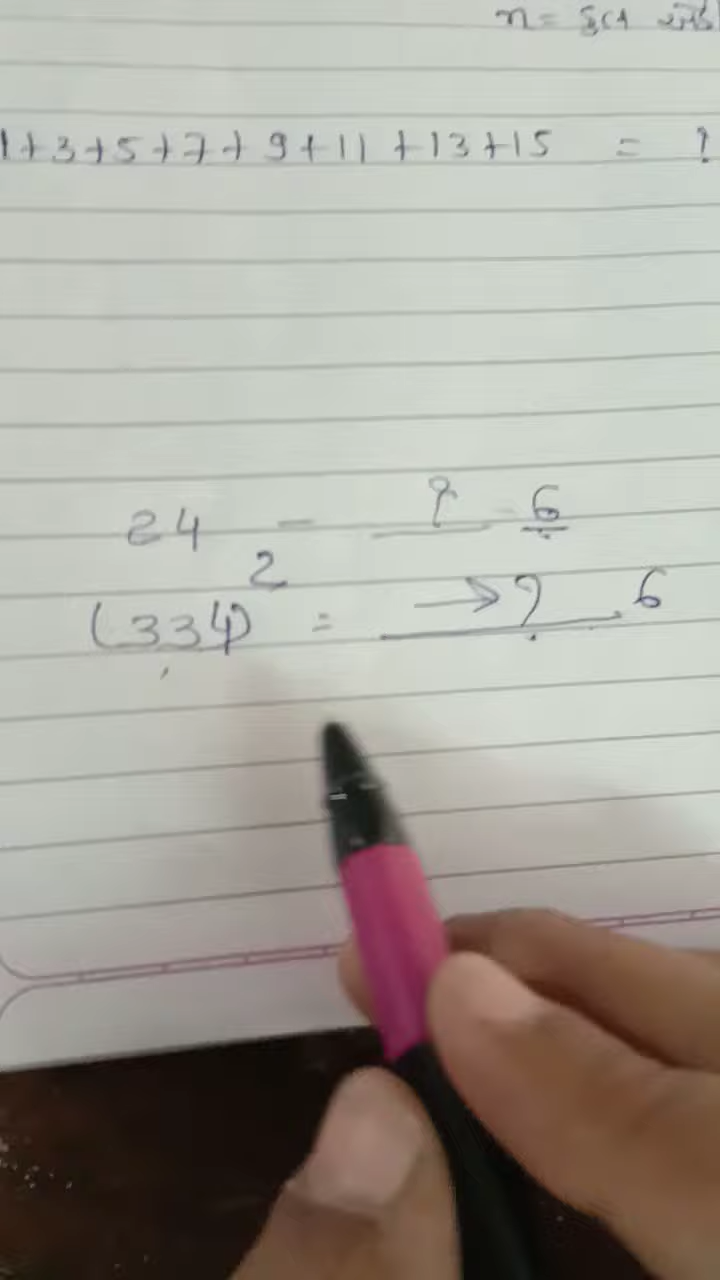 n = કુલ
1+3+5+7+9+11+13+15 = ?
24 - ? 6
(334)² = → ? 6